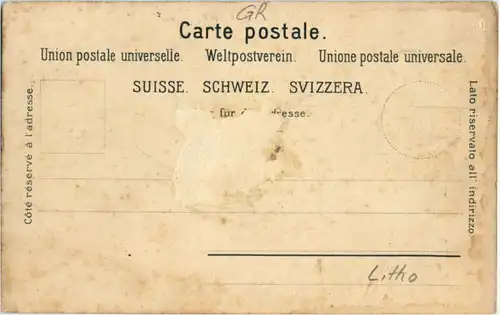 GR
Carte postale.
Union postale universelle. Weltpostverein. Unione postale universale.
SUISSE. SCHWEIZ. SVIZZERA.
für
Côté réservé à l'adresse.
Lato riservato all' indirizzo
Litho